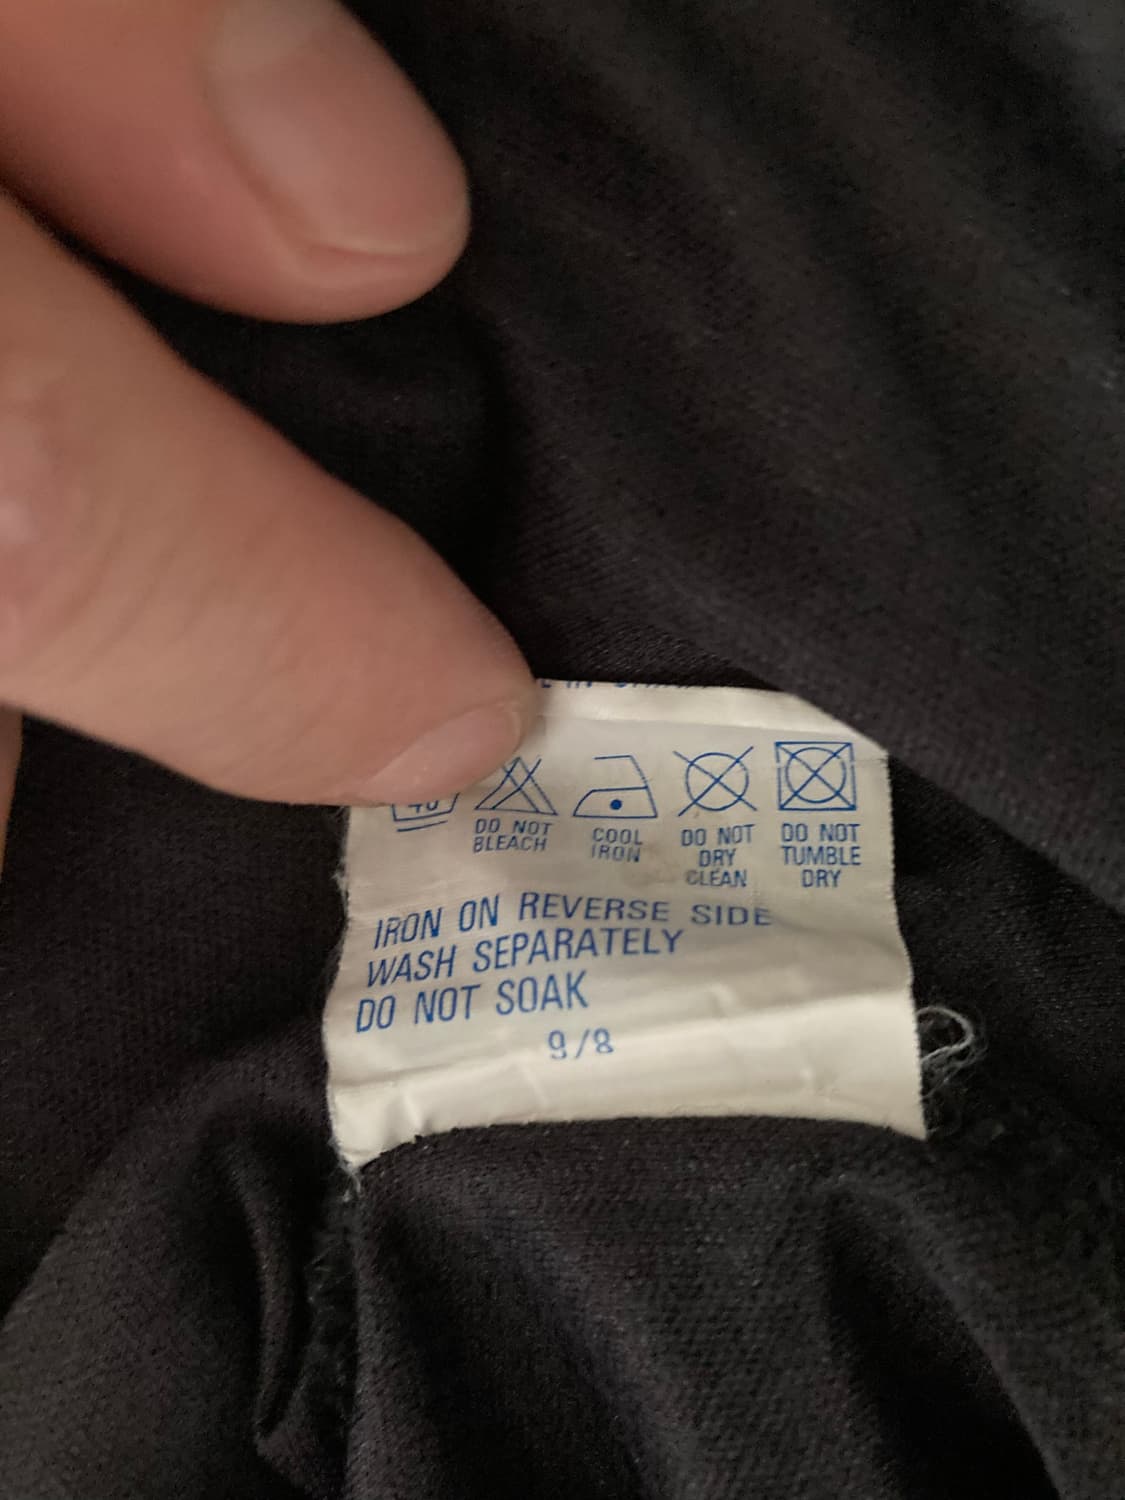 40
DO NOT BLEACH
COOL IRON
DO NOT DRY CLEAN
DO NOT TUMBLE DRY
IRON ON REVERSE SIDE
WASH SEPARATELY
DO NOT SOAK
9/8